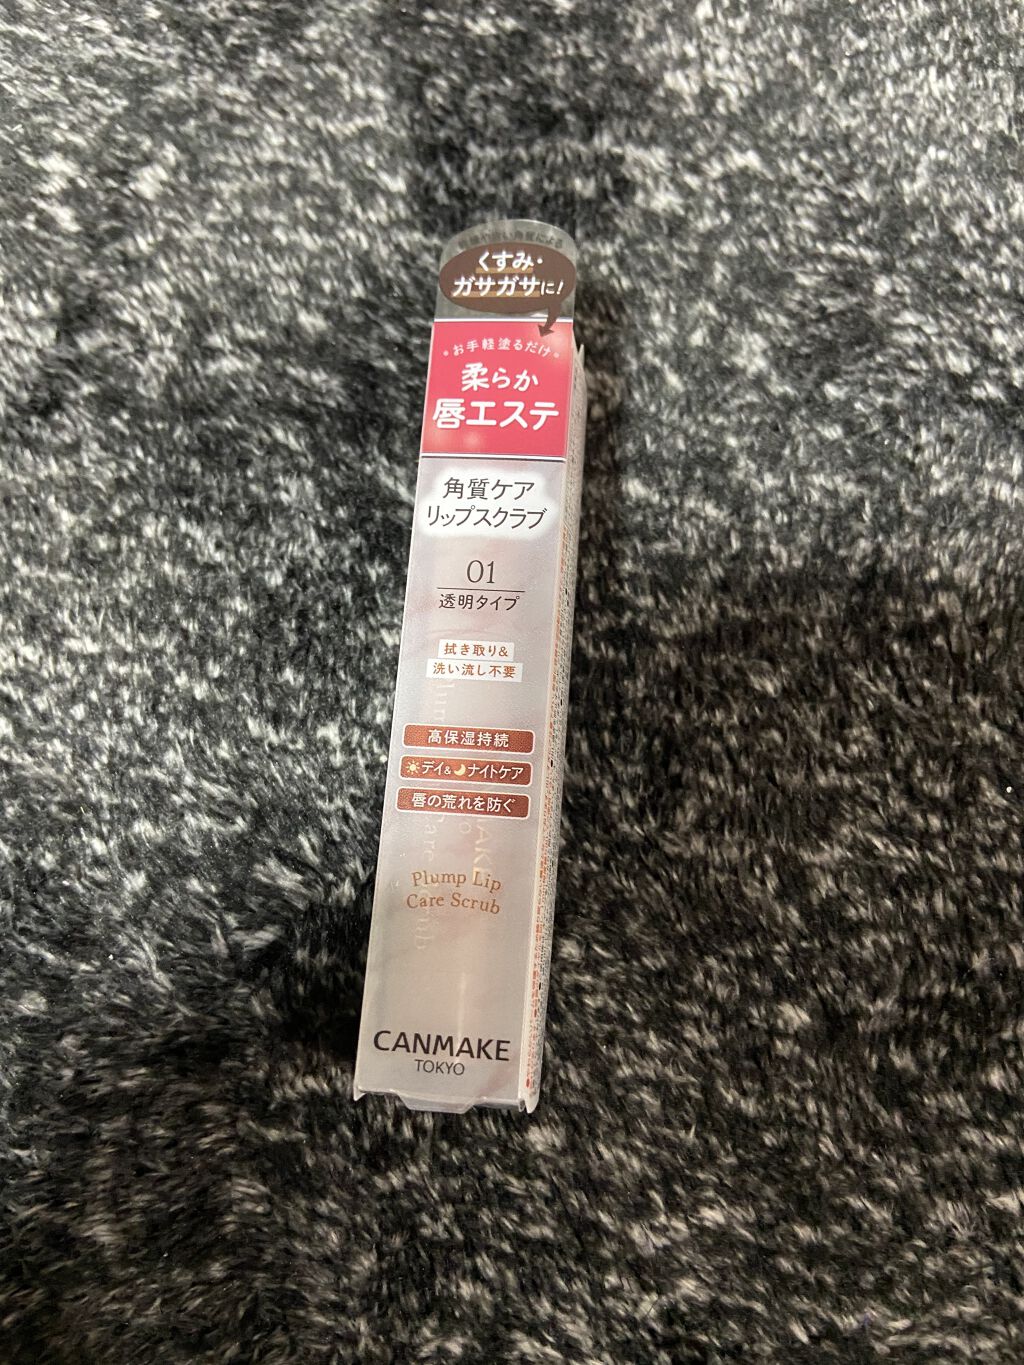 くすみ・
ガサガサに!
お手軽塗るだけ
柔らか
唇エステ
角質ケア
リップスクラブ
01
透明タイプ
拭き取り&
洗い流し不要
高保湿持続
デイ&ナイトケア
唇の荒れを防ぐ
Plump Lip
Care Scrub
CANMAKE
TOKYO